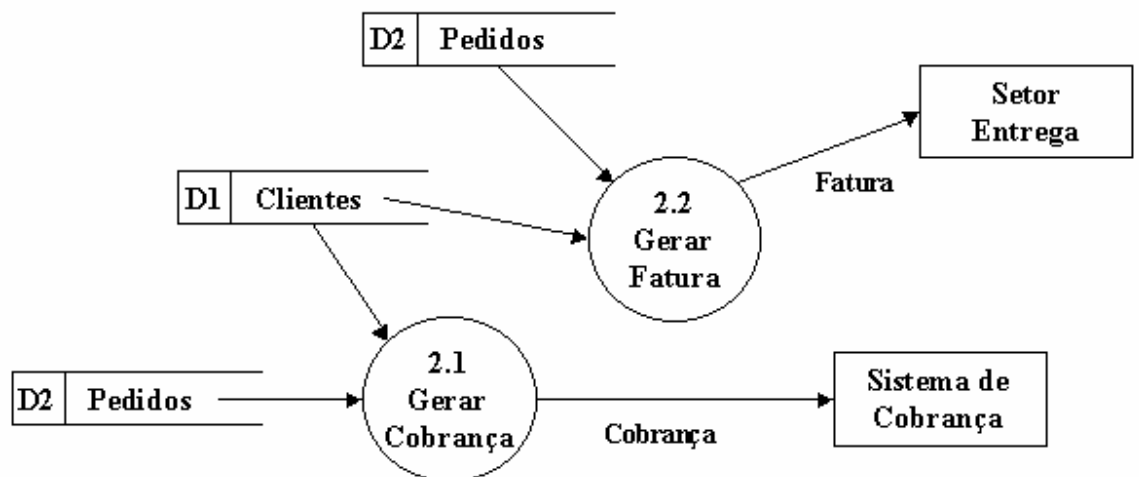 D2 Pedidos
Setor
Entrega
Fatura
D1 Clientes
2.2
Gerar
Fatura
2.1
Gerar
Cobrança
D2 Pedidos
Cobrança
Sistema de
Cobrança